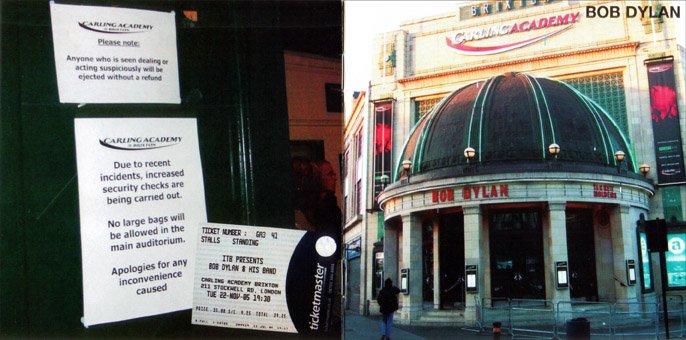 CARLING ACADEMY
BRIXTON
Please note:
Anyone who is seen dealing or
acting suspiciously will be
ejected without a refund
CARLING ACADEMY
BRIXTON
Due to recent
incidents, increased
security checks are
being carried out.
No large bags will
be allowed in the
main auditorium.
Apologies for any
inconvenience
caused
TICKET NUMBER : GA3 41
STALLS STANDING
ITB PRESENTS
BOB DYLAN & HIS BAND
CARLING ACADEMY BRIXTON
211 STOCKWELL RD, LONDON
TUE 22-NOV-05 19:30
PRICE
TOTAL
ticketmaster
BRIXTON
CARLING ACADEMY
BOB DYLAN
BOB DYLAN